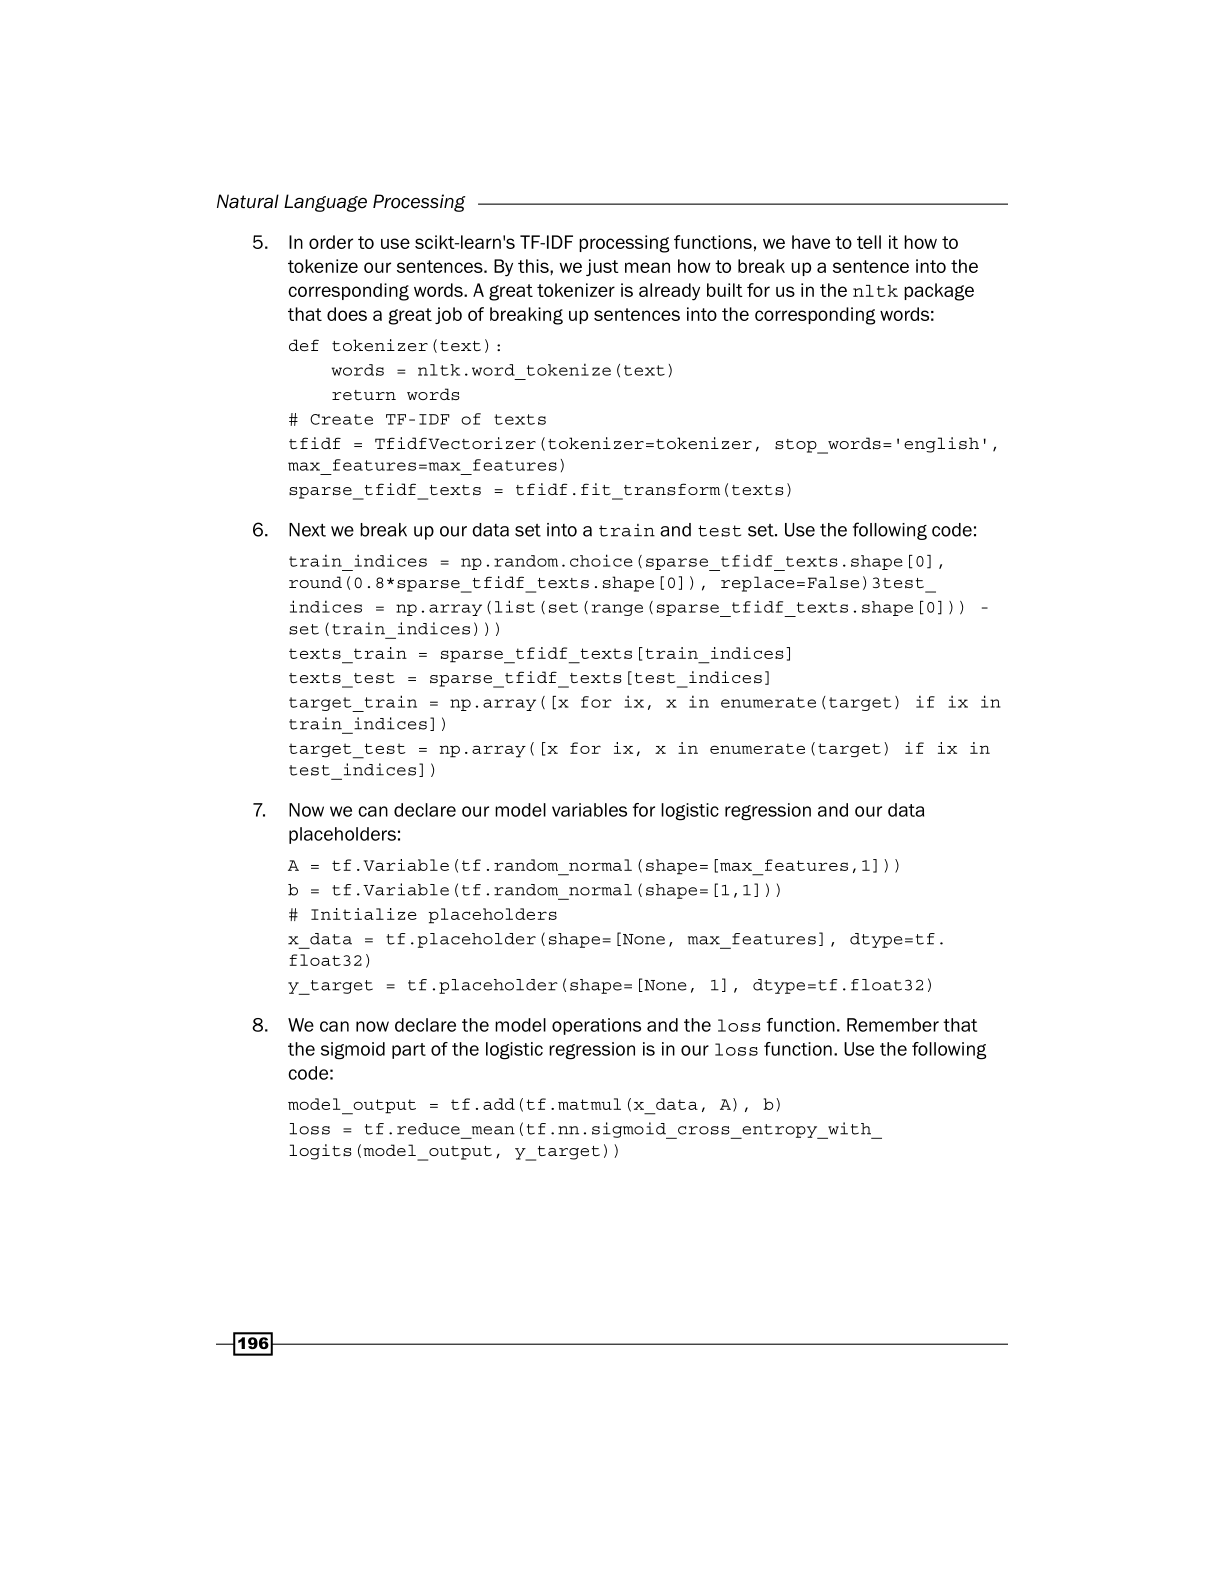 Natural Language Processing
5. In order to use scikt-learn's TF-IDF processing functions, we have to tell it how to
tokenize our sentences. By this, we just mean how to break up a sentence into the
corresponding words. A great tokenizer is already built for us in the nltk package
that does a great job of breaking up sentences into the corresponding words:
def tokenizer(text):
    words = nltk.word_tokenize(text)
    return words
# Create TF-IDF of texts
tfidf = TfidfVectorizer(tokenizer=tokenizer, stop_words='english',
max_features=max_features)
sparse_tfidf_texts = tfidf.fit_transform(texts)
6. Next we break up our data set into a train and test set. Use the following code:
train_indices = np.random.choice(sparse_tfidf_texts.shape[0],
round(0.8*sparse_tfidf_texts.shape[0]), replace=False)3test_
indices = np.array(list(set(range(sparse_tfidf_texts.shape[0])) -
set(train_indices)))
texts_train = sparse_tfidf_texts[train_indices]
texts_test = sparse_tfidf_texts[test_indices]
target_train = np.array([x for ix, x in enumerate(target) if ix in
train_indices])
target_test = np.array([x for ix, x in enumerate(target) if ix in
test_indices])
7. Now we can declare our model variables for logistic regression and our data
placeholders:
A = tf.Variable(tf.random_normal(shape=[max_features,1]))
b = tf.Variable(tf.random_normal(shape=[1,1]))
# Initialize placeholders
x_data = tf.placeholder(shape=[None, max_features], dtype=tf.
float32)
y_target = tf.placeholder(shape=[None, 1], dtype=tf.float32)
8. We can now declare the model operations and the loss function. Remember that
the sigmoid part of the logistic regression is in our loss function. Use the following
code:
model_output = tf.add(tf.matmul(x_data, A), b)
loss = tf.reduce_mean(tf.nn.sigmoid_cross_entropy_with_
logits(model_output, y_target))
196